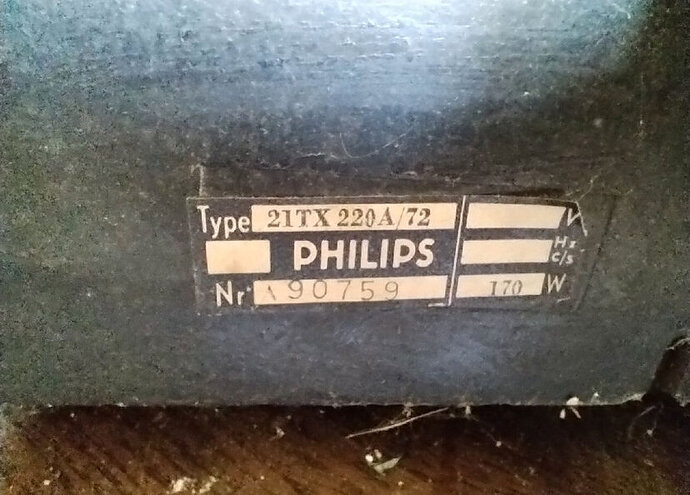 Type 21TX 220A/72 V
PHILIPS Hz c/s
Nr A 90759 170 W